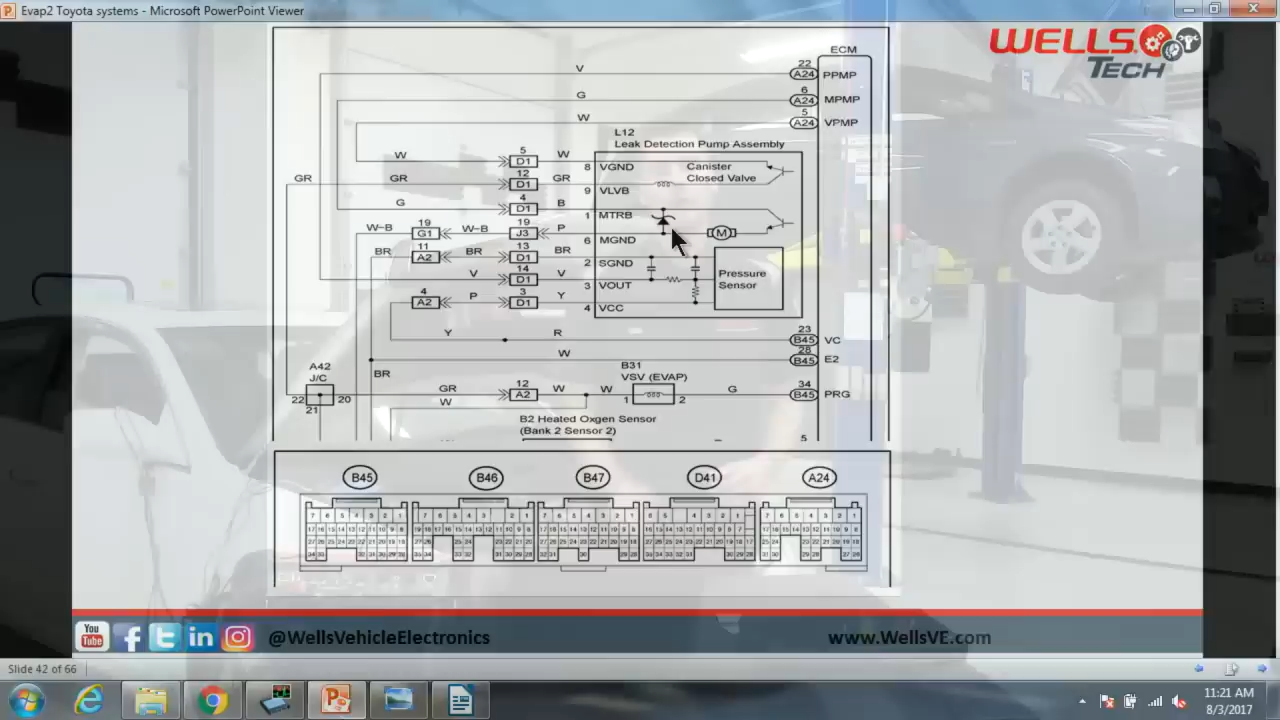 Evap2 Toyota systems - Microsoft PowerPoint Viewer
WELLS
TECH
ECM
V
22
A24 PPMP
G
6
A24 MPMP
W
5
A24 VPMP
L12
Leak Detection Pump Assembly
W
5
D1
W
8
VGND
Canister
Closed Valve
GR
GR
12
D1
GR
9
VLVB
G
4
D1
B
1
MTRB
W-B
19
G1
W-B
19
J3
P
6
MGND
M
BR
11
A2
BR
13
D1
BR
2
SGND
Pressure
Sensor
V
14
D1
V
3
VOUT
4
A2
P
3
D1
Y
4
VCC
Y
R
23
B45 VC
W
28
B45 E2
BR
A42
J/C
B31
VSV (EVAP)
22
20
21
GR
12
A2
W
W
1
2
G
34
B45 PRG
W
B2 Heated Oxgen Sensor
(Bank 2 Sensor 2)
5
B45
B46
B47
D41
A24
You
Tube
@WellsVehicleElectronics
www.WellsVE.com
Slide 42 of 66
11:21 AM
8/3/2017